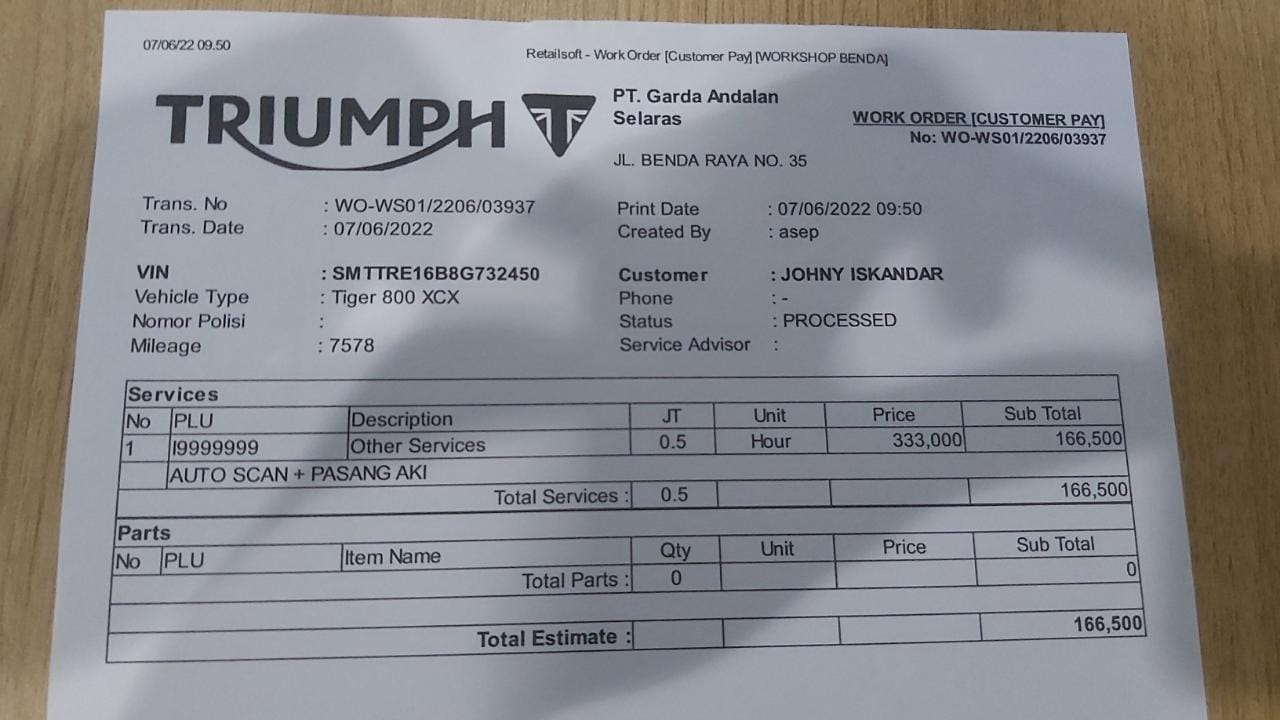 07/06/22 09.50
Retailsoft - Work Order [Customer Pay] [WORKSHOP BENDA]
TRIUMPH
PT. Garda Andalan
Selaras
JL. BENDA RAYA NO. 35
WORK ORDER [CUSTOMER PAY]
No: WO-WS01/2206/03937
Trans. No : WO-WS01/2206/03937 Print Date : 07/06/2022 09:50
Trans. Date : 07/06/2022 Created By : asep
VIN : SMTTRE16B8G732450 Customer : JOHNY ISKANDAR
Vehicle Type : Tiger 800 XCX Phone : -
Nomor Polisi : Status : PROCESSED
Mileage : 7578 Service Advisor :
Services
No PLU Description JT Unit Price Sub Total
1 I9999999 Other Services 0.5 Hour 333,000 166,500
AUTO SCAN + PASANG AKI
Total Services : 0.5 166,500
Parts
No PLU Item Name Qty Unit Price Sub Total
Total Parts : 0 0
Total Estimate : 166,500